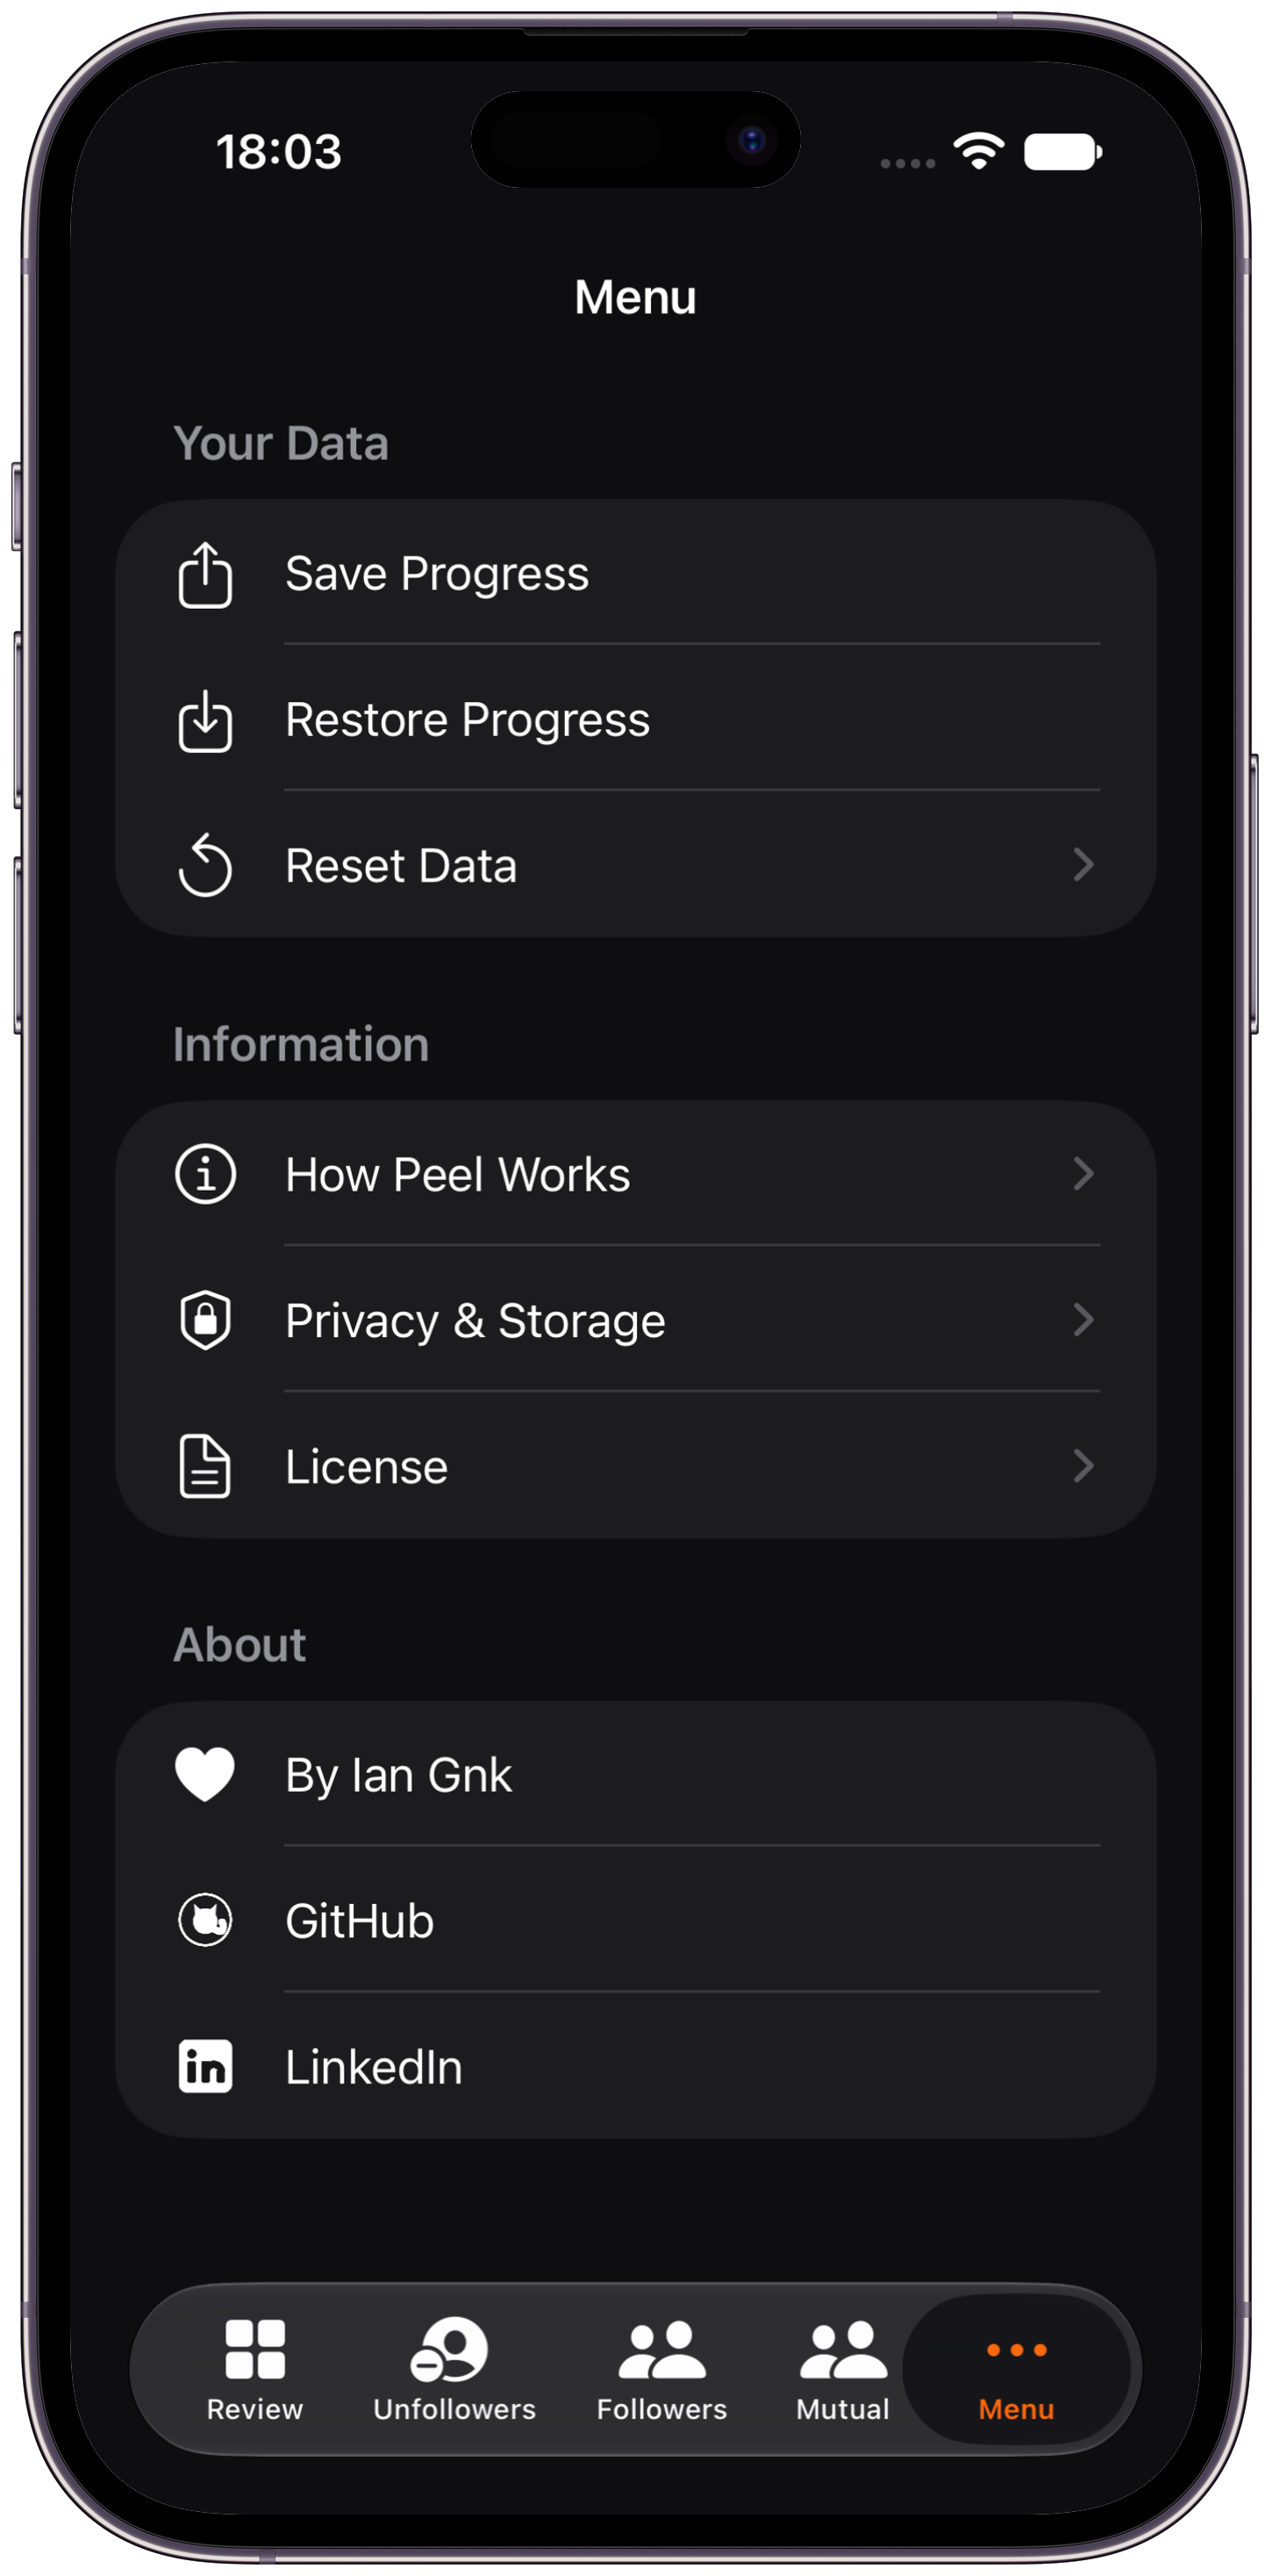 18:03
Menu
Your Data
Save Progress
Restore Progress
Reset Data
Information
How Peel Works
Privacy & Storage
License
About
By Ian Gnk
GitHub
in LinkedIn
Review Unfollowers Followers Mutual Menu